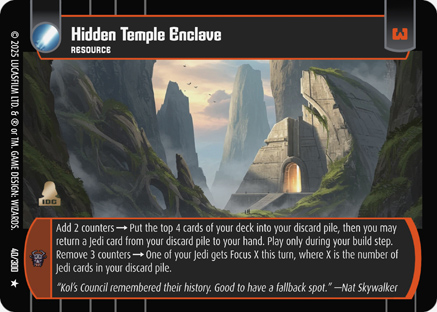 Hidden Temple Enclave
RESOURCE
3
© 2025 LUCASFILM LTD. & ® or TM. GAME DESIGN: WIZARDS.
IDC
Add 2 counters → Put the top 4 cards of your deck into your discard pile, then you may
return a Jedi card from your discard pile to your hand. Play only during your build step.
Remove 3 counters → One of your Jedi gets Focus X this turn, where X is the number of
Jedi cards in your discard pile.
"Kol's Council remembered their history. Good to have a fallback spot." —Nat Skywalker
40/300 ★